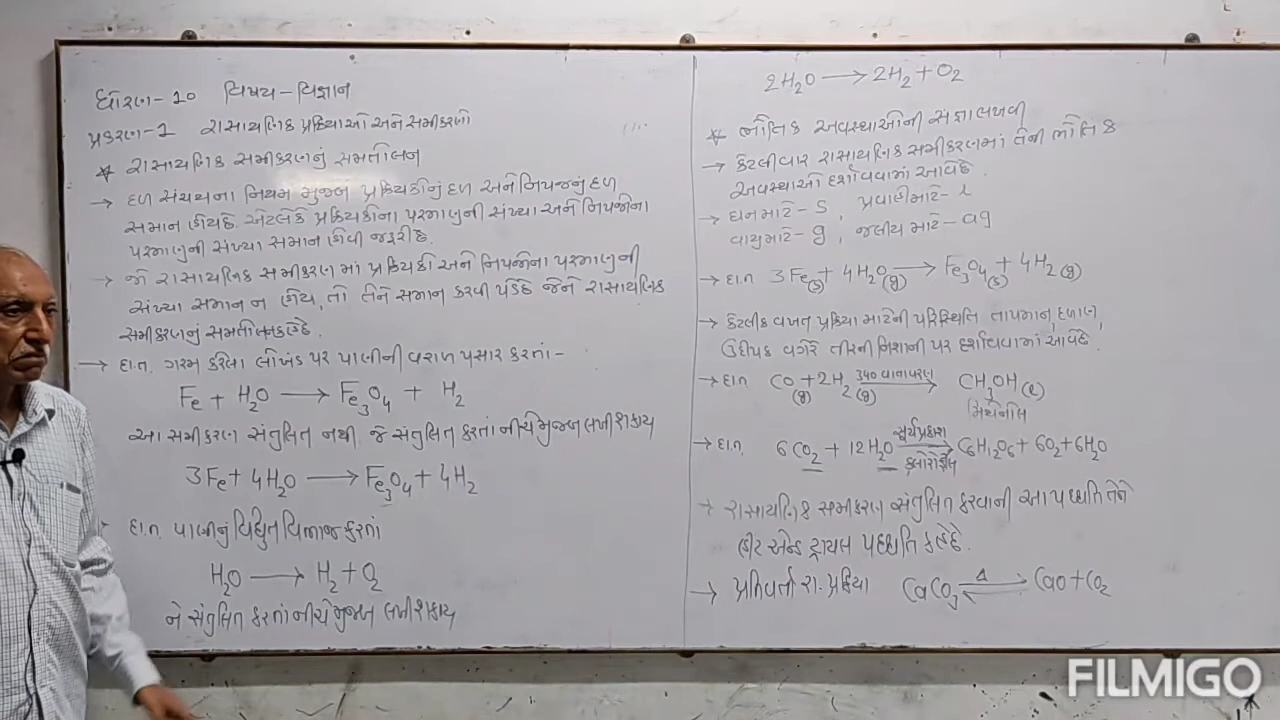 ધોરણ-10 વિષય-વિજ્ઞાન
પ્રકરણ-1 રાસાયણિક પ્રક્રિયાઓ અને સમીકરણો
* રાસાયણિક સમીકરણનું સમતોલન
→ દળ સંચયના નિયમ મુજબ પ્રક્રિયકોનું દળ અને નિપજનું દળ
સમાન હોય છે. એટલેકે પ્રક્રિયકોના પરમાણુની સંખ્યા અને નિપજોના
પરમાણુની સંખ્યા સમાન હોવી જરૂરી છે.
→ જો રાસાયણિક સમીકરણ માં પ્રક્રિયકો અને નિપજોના પરમાણુની
સંખ્યા સમાન ન હોય, તો તેને સમાન કરવી પડે છે જેને રાસાયણિક
સમીકરણનું સમતોલન કહે છે.
→ દા.ત. ગરમ કરેલા લોખંડ પર પાણીની વરાળ પસાર કરતાં-
Fe + H₂O → Fe₃O₄ + H₂
આ સમીકરણ સંતુલિત નથી જે સંતુલિત કરતાં નીચે મુજબ લખી શકાય
3Fe + 4H₂O → Fe₃O₄ + 4H₂
દા.ત. પાણીનું વિદ્યુત વિભાજન કરતાં
H₂O → H₂ + O₂
ને સંતુલિત કરતાં નીચે મુજબ લખી શકાય
2H₂O → 2H₂ + O₂
* ભૌતિક અવસ્થાઓની સંજ્ઞા લખવી
→ કેટલીવાર રાસાયણિક સમીકરણમાં તેની ભૌતિક
અવસ્થાઓ દર્શાવવામાં આવે છે.
→ ઘન માટે - s, પ્રવાહી માટે - l
વાયુ માટે - g, જલીય માટે - aq
→ દા.ત 3Fe(s) + 4H₂O(g) → Fe₃O₄(s) + 4H₂(g)
→ કેટલીક વખત પ્રક્રિયા માટેની પરિસ્થિતિ તાપમાન, દબાણ,
ઉદીપક વગેરે તીરની નિશાની પર દર્શાવવામાં આવે છે.
→ દા.ત CO(g) + 2H₂(g) 340 વાતાવરણ → CH₃OH(l)
મિથેનોલ
→ દા.ત. 6CO₂ + 12H₂O સૂર્યપ્રકાશ → C₆H₁₂O₆ + 6O₂ + 6H₂O
ક્લોરોફીલ
→ રાસાયણિક સમીકરણ સંતુલિત કરવાની આ પધ્ધતિ તેને
હીટ એન્ડ ટ્રાયલ પધ્ધતિ કહે છે.
→ પ્રતિવર્તી રા. પ્રક્રિયા CaCO₃ Δ ⇌ CaO + CO₂
FILMIGO